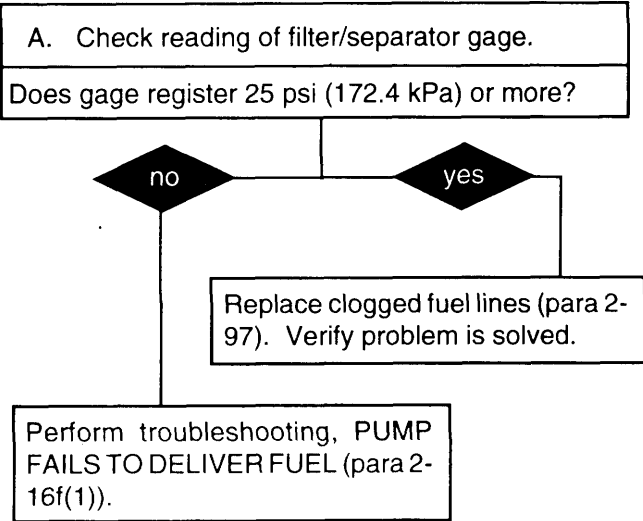 A. Check reading of filter/separator gage.
Does gage register 25 psi (172.4 kPa) or more?
no
yes
Replace clogged fuel lines (para 2-
97). Verify problem is solved.
Perform troubleshooting, PUMP
FAILS TO DELIVER FUEL (para 2-
16f(1)).